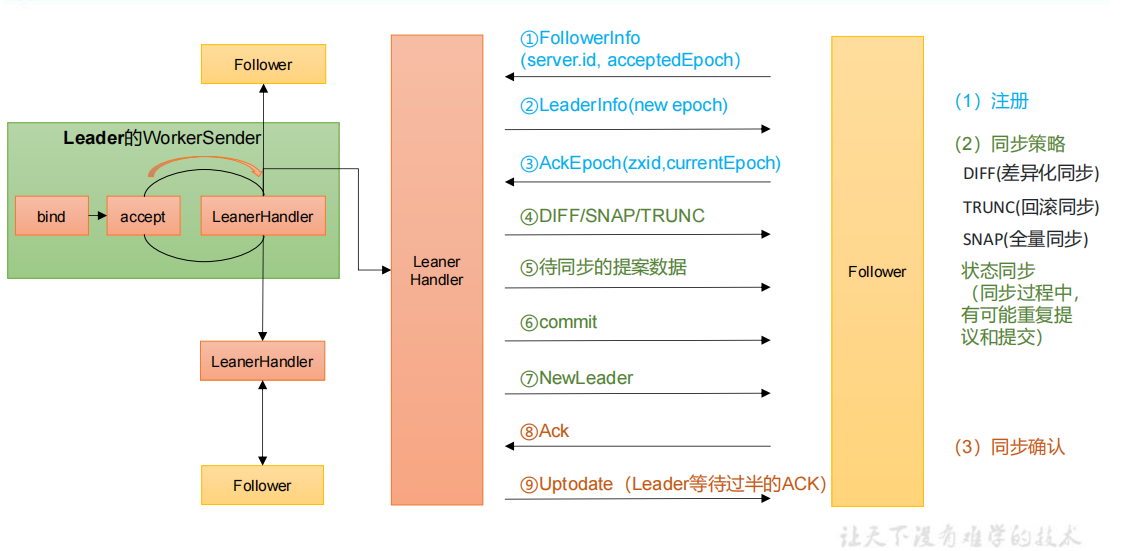 Follower
Leader的WorkerSender
bind
accept
LeanerHandler
LeanerHandler
Follower
Leaner
Handler
①FollowerInfo
(server.id, acceptedEpoch）
②LeaderInfo(new epoch)
③AckEpoch(zxid,currentEpoch)
④DIFF/SNAP/TRUNC
⑤待同步的提案数据
⑥commit
⑦NewLeader
⑧Ack
⑨Uptodate（Leader等待过半的ACK）
Follower
（1）注册
（2）同步策略
DIFF(差异化同步)
TRUNC(回滚同步)
SNAP(全量同步)
状态同步
（同步过程中，
有可能重复提
议和提交）
（3）同步确认
让天下没有难学的技术